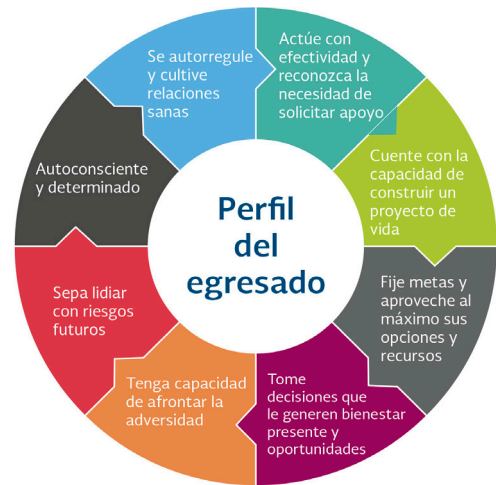 Perfil
del
egresado
Actúe con
efectividad y
reconozca la
necesidad de
solicitar apoyo
Cuente con la
capacidad de
construir un
proyecto de
vida
Fije metas y
aproveche al
máximo sus
opciones y
recursos
Tome
decisiones que
le generen bienestar
presente y
oportunidades
Tenga capacidad
de afrontar la
adversidad
Sepa lidiar
con riesgos
futuros
Autoconsciente
y determinado
Se autorregule
y cultive
relaciones
sanas